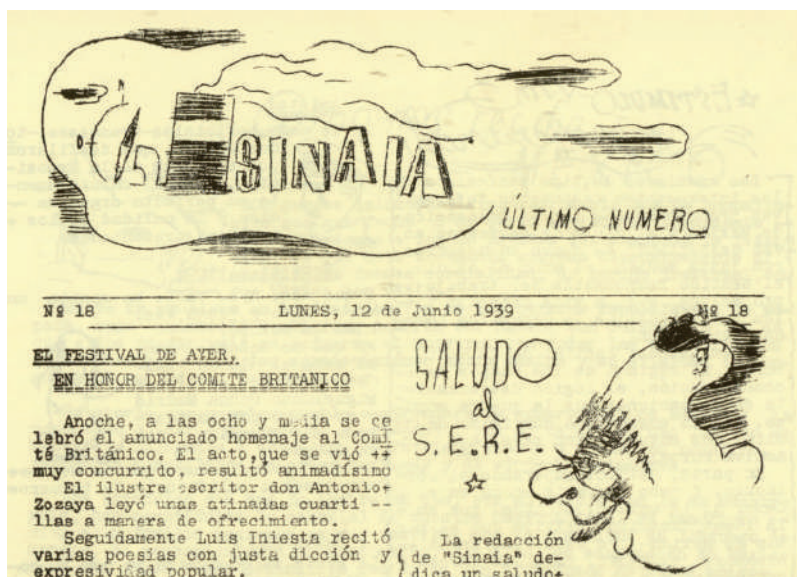 SINAIA
ÚLTIMO NUMERO
Nº 18 LUNES, 12 de Junio 1939 Nº 18
EL FESTIVAL DE AYER,
EN HONOR DEL COMITE BRITANICO
Anoche, a las ocho y media se ce
lebró el anunciado homenaje al Comi
té Británico. El acto,que se vió ++
muy concurrido, resultó animadísimo
El ilustre escritor don Antonio+
Zozaya leyó unas atinadas cuarti --
llas a manera de ofrecimiento.
Seguidamente Luis Iniesta recitó
varias poesias con justa dicción y
expresividad popular.
SALUDO
al
S.E.R.E.
La redacción
de "Sinaia" de-
dica un saludo+